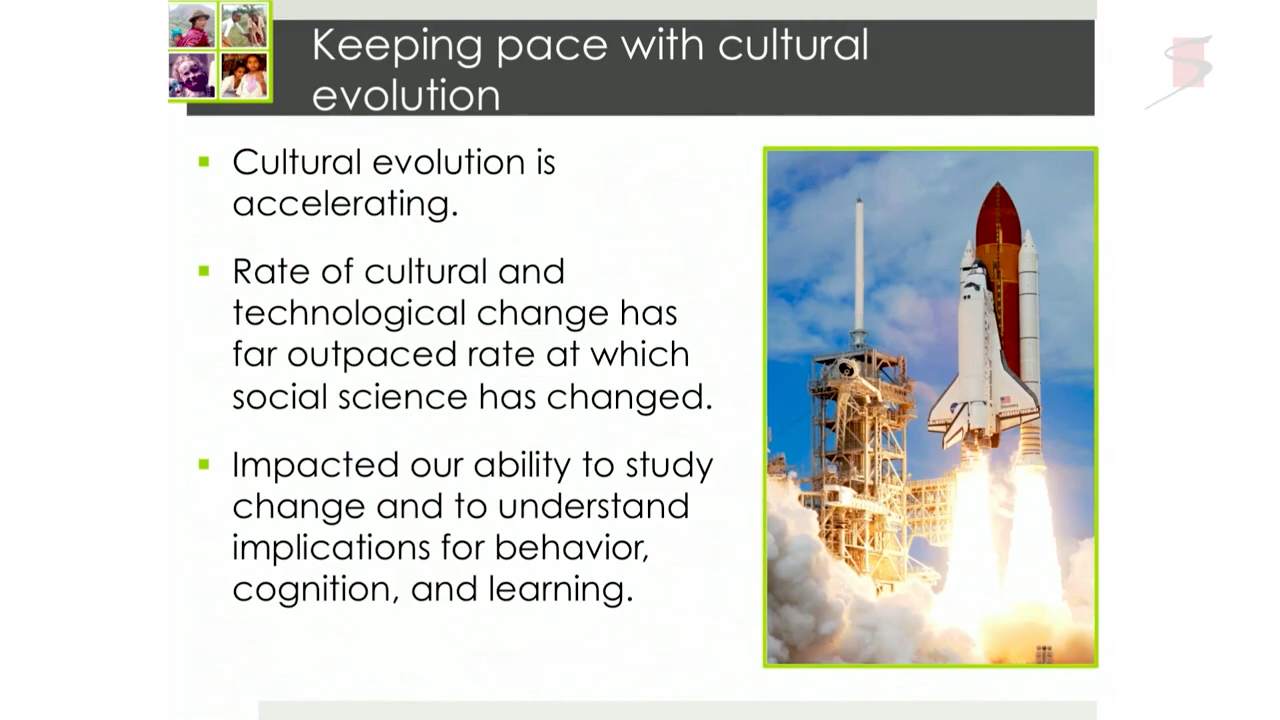 Keeping pace with cultural
evolution
Cultural evolution is
accelerating.
Rate of cultural and
technological change has
far outpaced rate at which
social science has changed.
Impacted our ability to study
change and to understand
implications for behavior,
cognition, and learning.